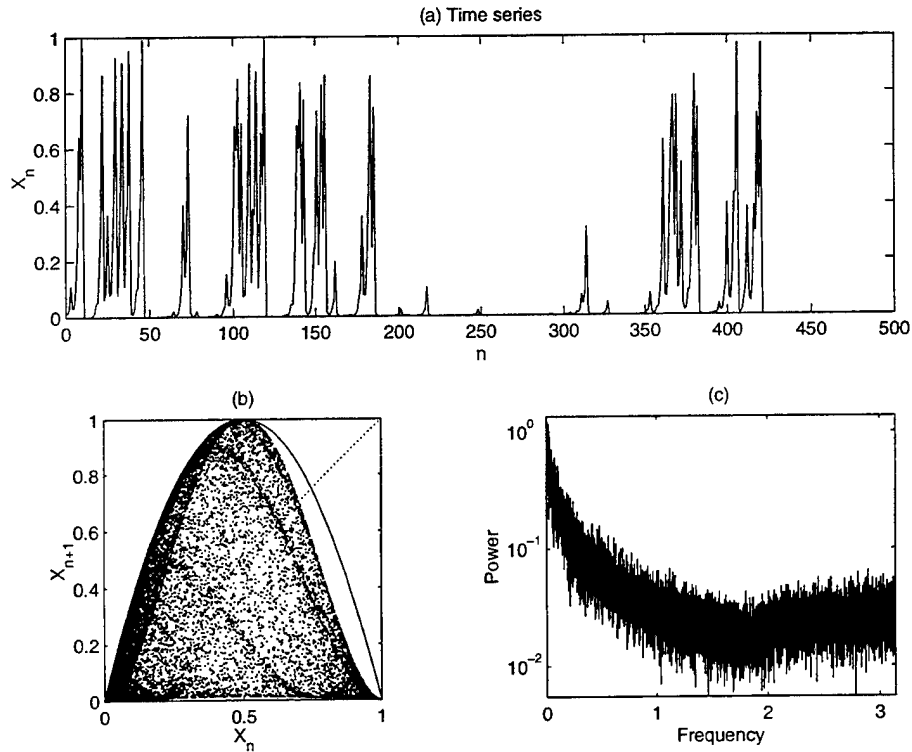 (a) Time series
1
0.8
0.6
0.4
0.2
0
X_n
0 50 100 150 200 250 300 350 400 450 500
n
(b)
1
0.8
0.6
0.4
0.2
0
X_{n+1}
0 0.5 1
X_n
(c)
10^0
10^{-1}
10^{-2}
Power
0 1 2 3
Frequency